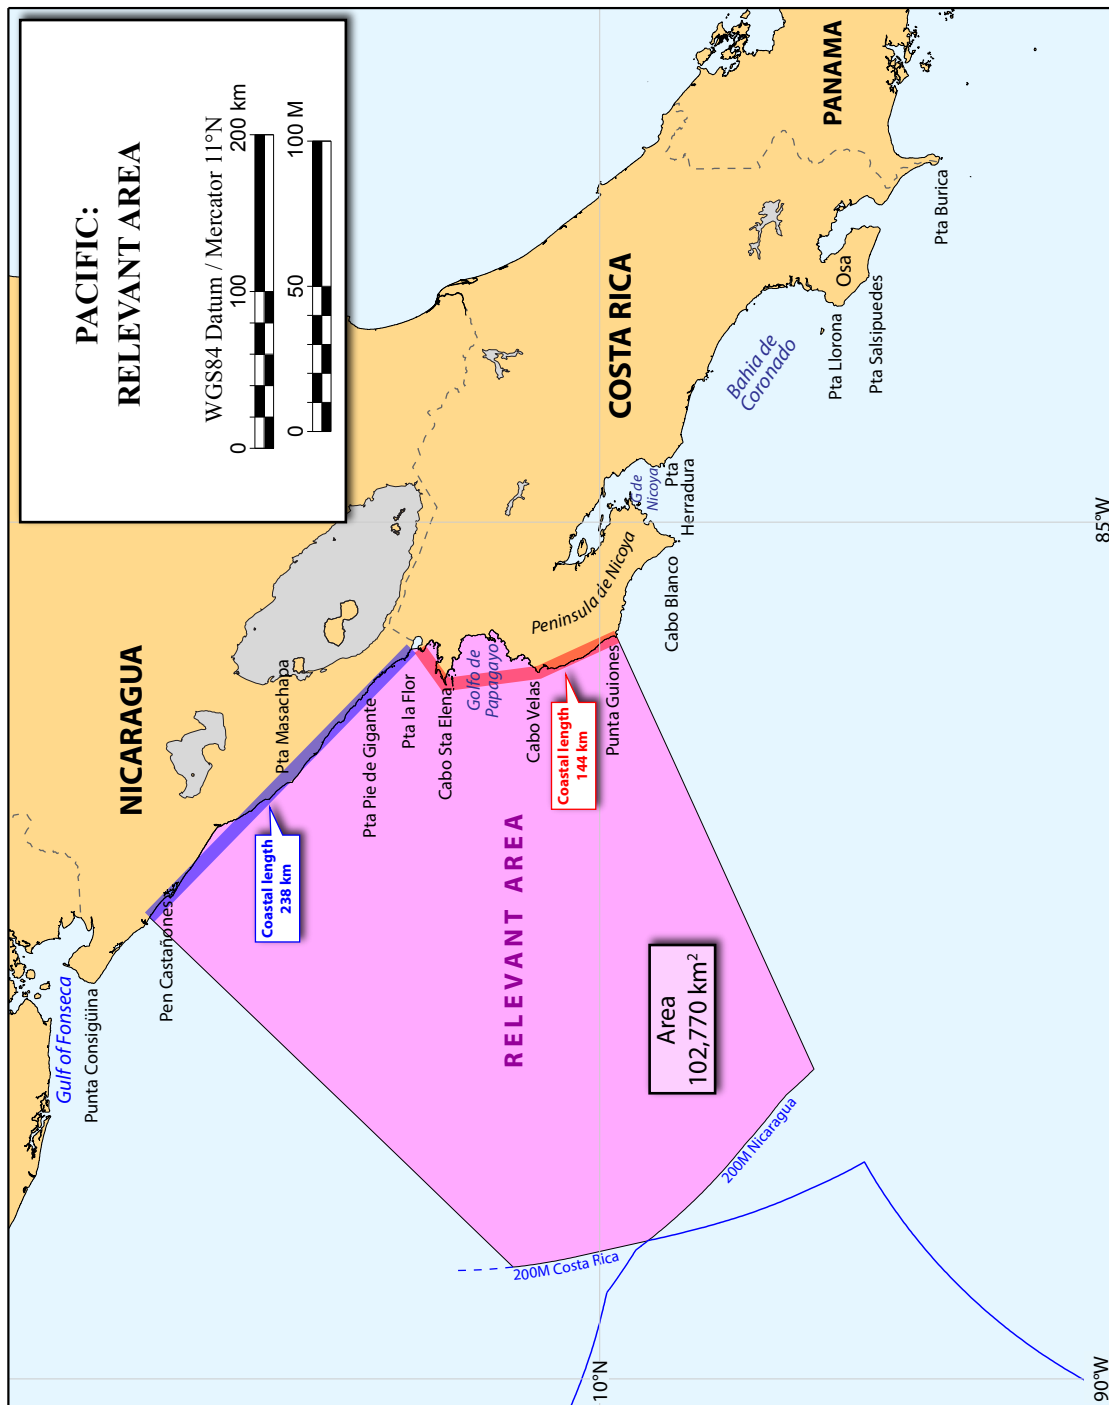 PACIFIC:
RELEVANT AREA
WGS84 Datum / Mercator 11°N
0 100 200 km
0 50 100 M
NICARAGUA
COSTA RICA
PANAMA
Gulf of Fonseca
Punta Consigüina
Pen Castañones
Pta Masachapa
Pta Pie de Gigante
Pta la Flor
Cabo Sta Elena
Golfo de
Papagayo
Cabo Velas
Punta Guiones
Peninsula de Nicoya
Cabo Blanco
G de
Nicoya
Pta
Herradura
Bahia de
Coronado
Pta Llorona
Osa
Pta Salsipuedes
Pta Burica
Coastal length
238 km
Coastal length
144 km
RELEVANT AREA
Area
102,770 km²
200M Costa Rica
200M Nicaragua
10°N
90°W
85°W